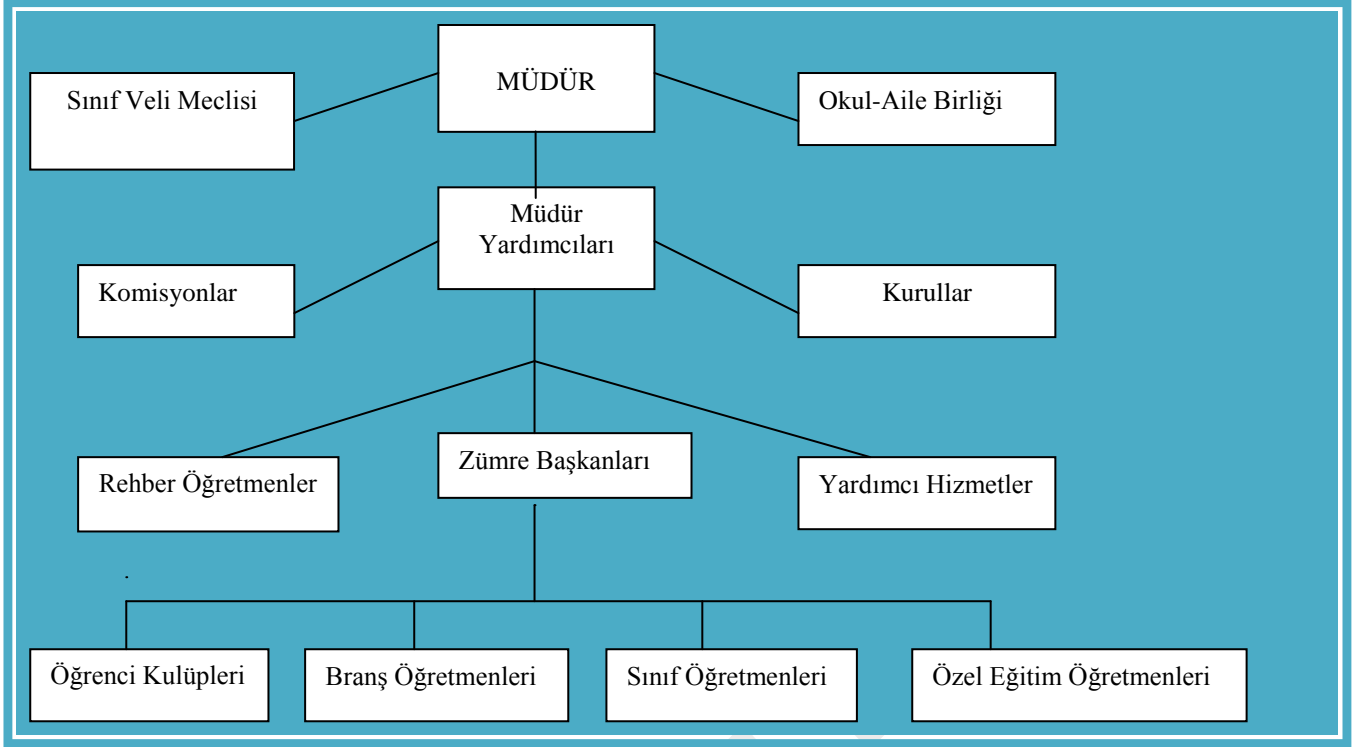 MÜDÜR
Sınıf Veli Meclisi
Okul-Aile Birliği
Müdür
Yardımcıları
Komisyonlar
Kurullar
Rehber Öğretmenler
Zümre Başkanları
Yardımcı Hizmetler
Öğrenci Kulüpleri
Branş Öğretmenleri
Sınıf Öğretmenleri
Özel Eğitim Öğretmenleri